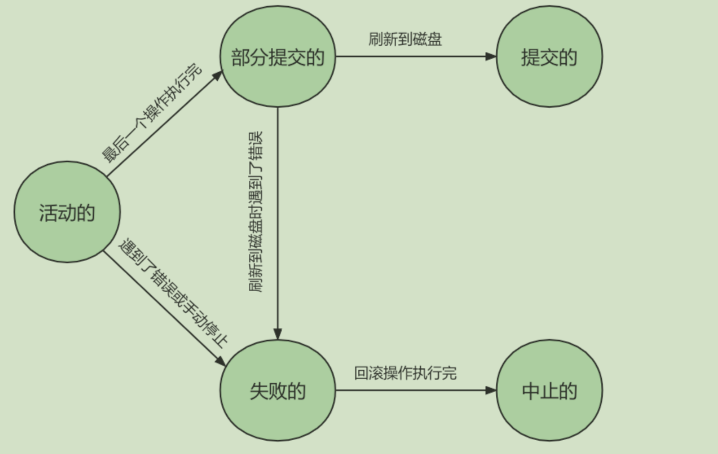 部分提交的
刷新到磁盘
提交的
最后一个操作执行完
刷新到磁盘时遇到了错误
活动的
遇到了错误或手动停止
失败的
回滚操作执行完
中止的